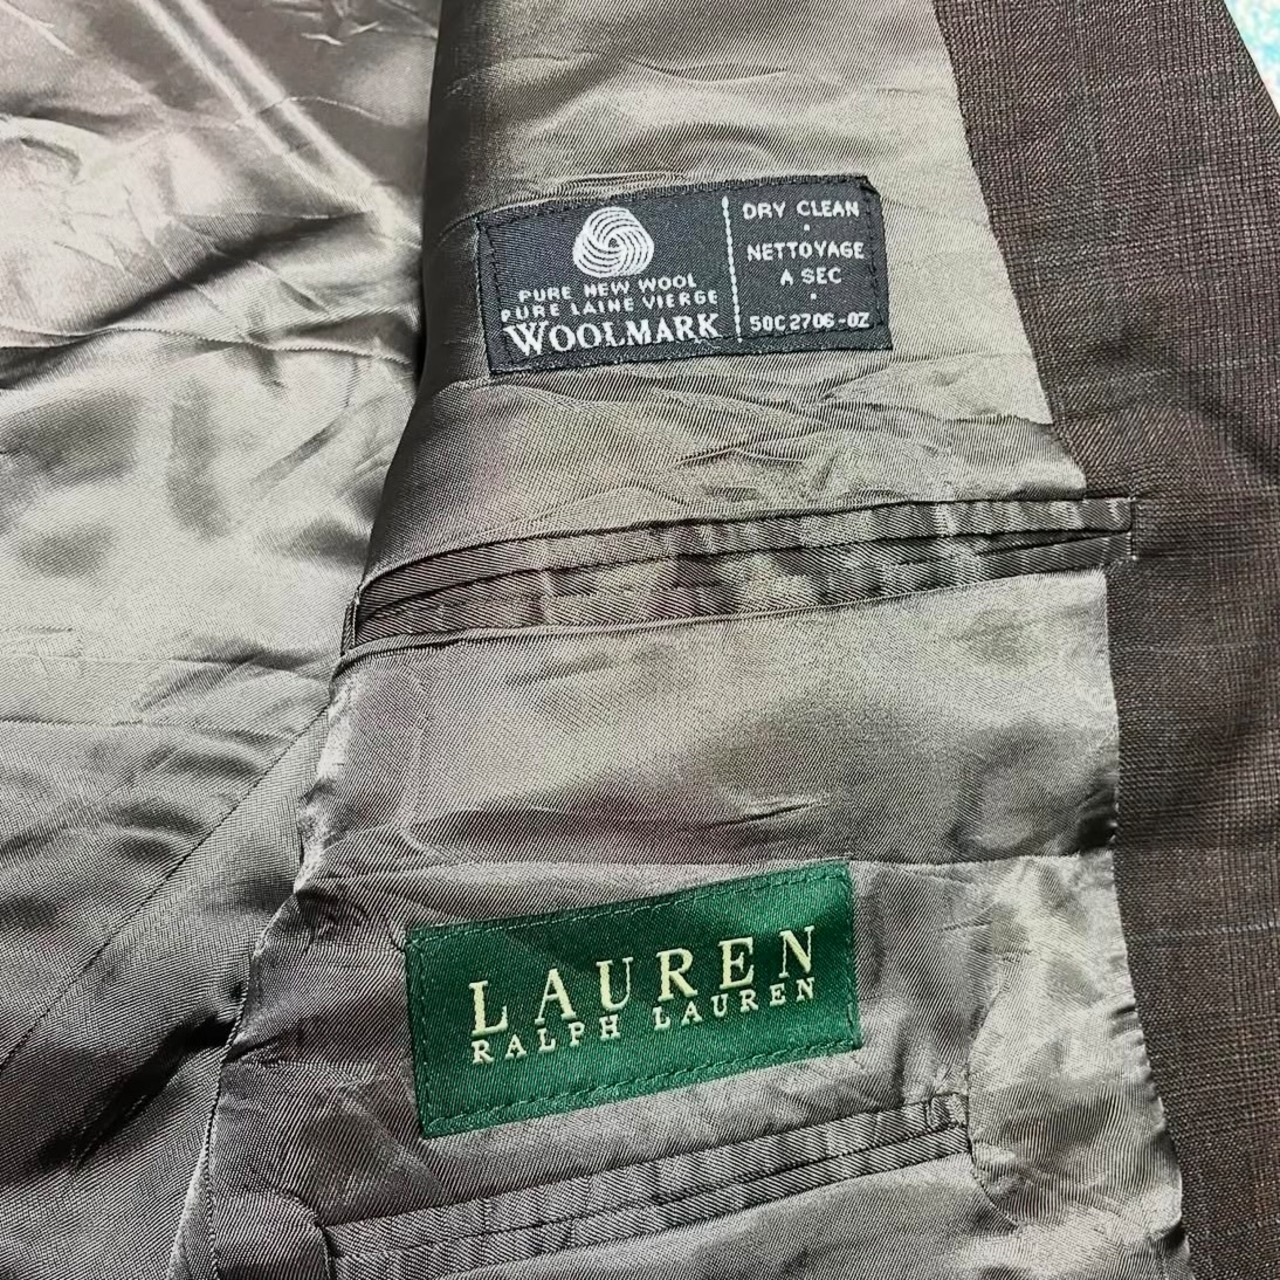 PURE NEW WOOL
PURE LAINE VIERGE
WOOLMARK
DRY CLEAN
NETTOYAGE
A SEC
50C2706-0Z
LAUREN
RALPH LAUREN